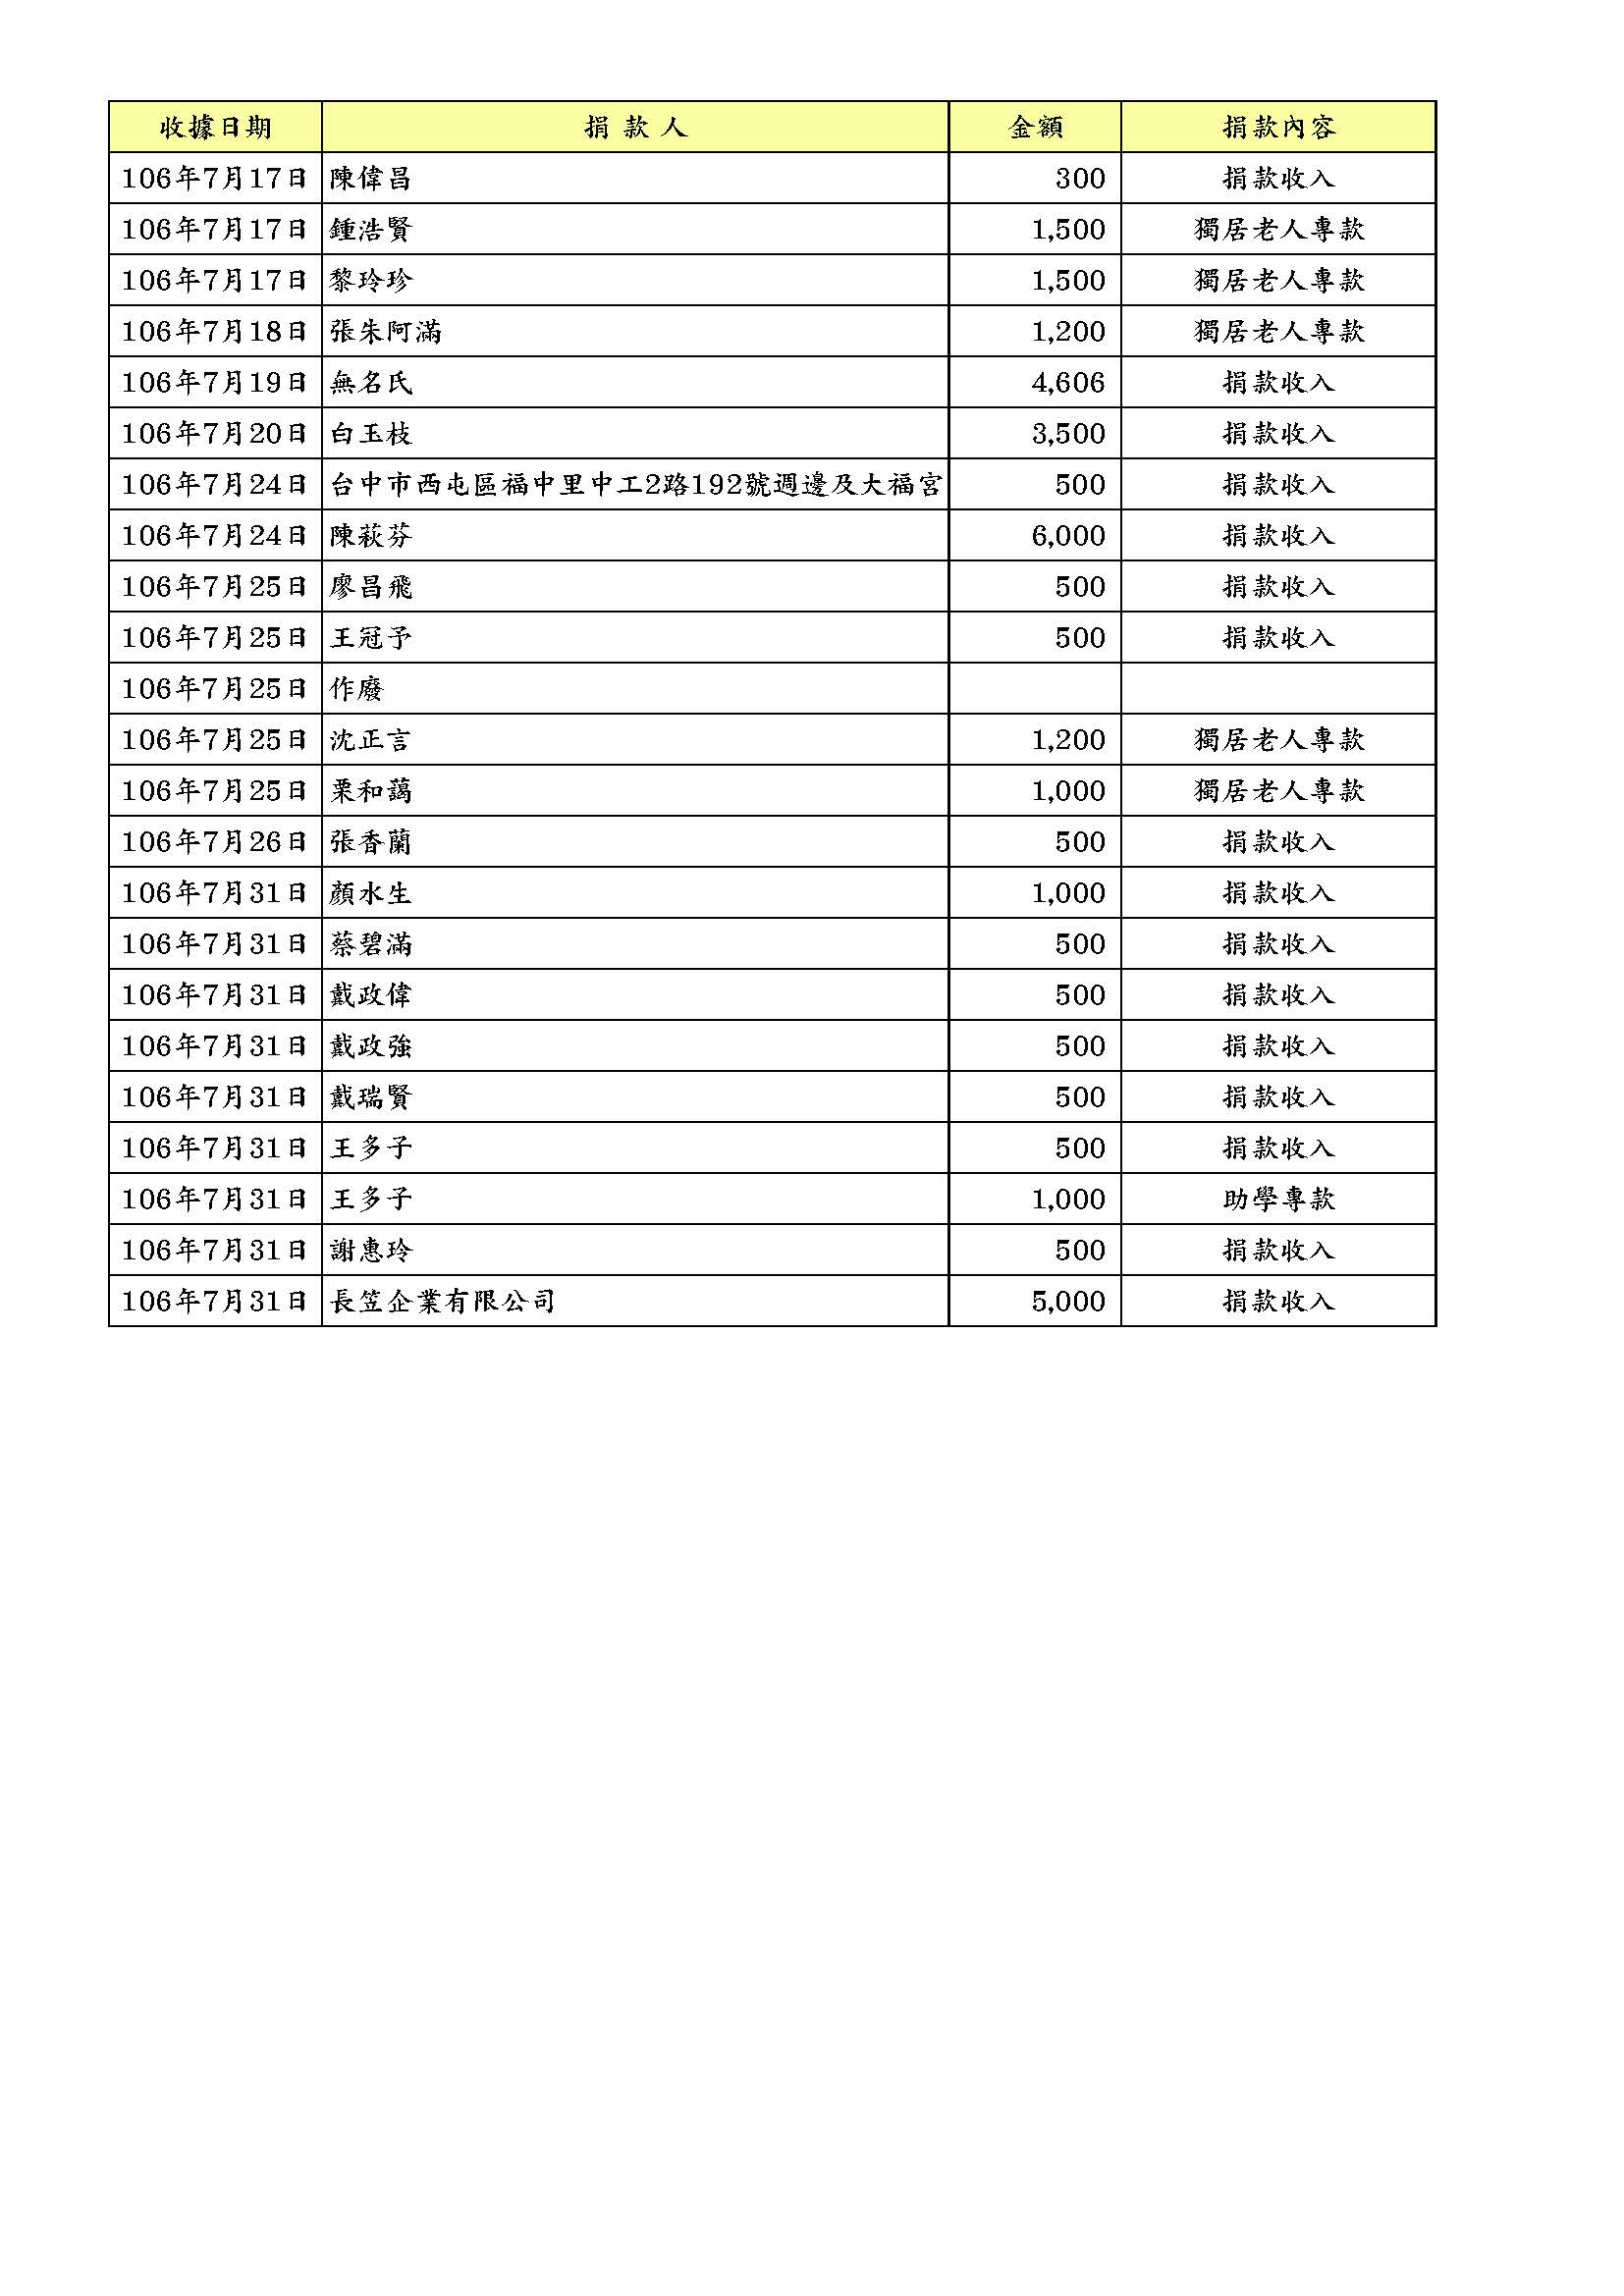 收據日期 捐 款 人 金額 捐款內容
106年7月17日 陳偉昌 300 捐款收入
106年7月17日 鍾浩賢 1,500 獨居老人專款
106年7月17日 黎玲珍 1,500 獨居老人專款
106年7月18日 張朱阿滿 1,200 獨居老人專款
106年7月19日 無名氏 4,606 捐款收入
106年7月20日 白玉枝 3,500 捐款收入
106年7月24日 台中市西屯區福中里中工2路192號週邊及大福宮 500 捐款收入
106年7月24日 陳萩芬 6,000 捐款收入
106年7月25日 廖昌飛 500 捐款收入
106年7月25日 王冠予 500 捐款收入
106年7月25日 作廢
106年7月25日 沈正言 1,200 獨居老人專款
106年7月25日 栗和藹 1,000 獨居老人專款
106年7月26日 張香蘭 500 捐款收入
106年7月31日 顏水生 1,000 捐款收入
106年7月31日 蔡碧滿 500 捐款收入
106年7月31日 戴政偉 500 捐款收入
106年7月31日 戴政強 500 捐款收入
106年7月31日 戴瑞賢 500 捐款收入
106年7月31日 王多子 500 捐款收入
106年7月31日 王多子 1,000 助學專款
106年7月31日 謝惠玲 500 捐款收入
106年7月31日 長笠企業有限公司 5,000 捐款收入